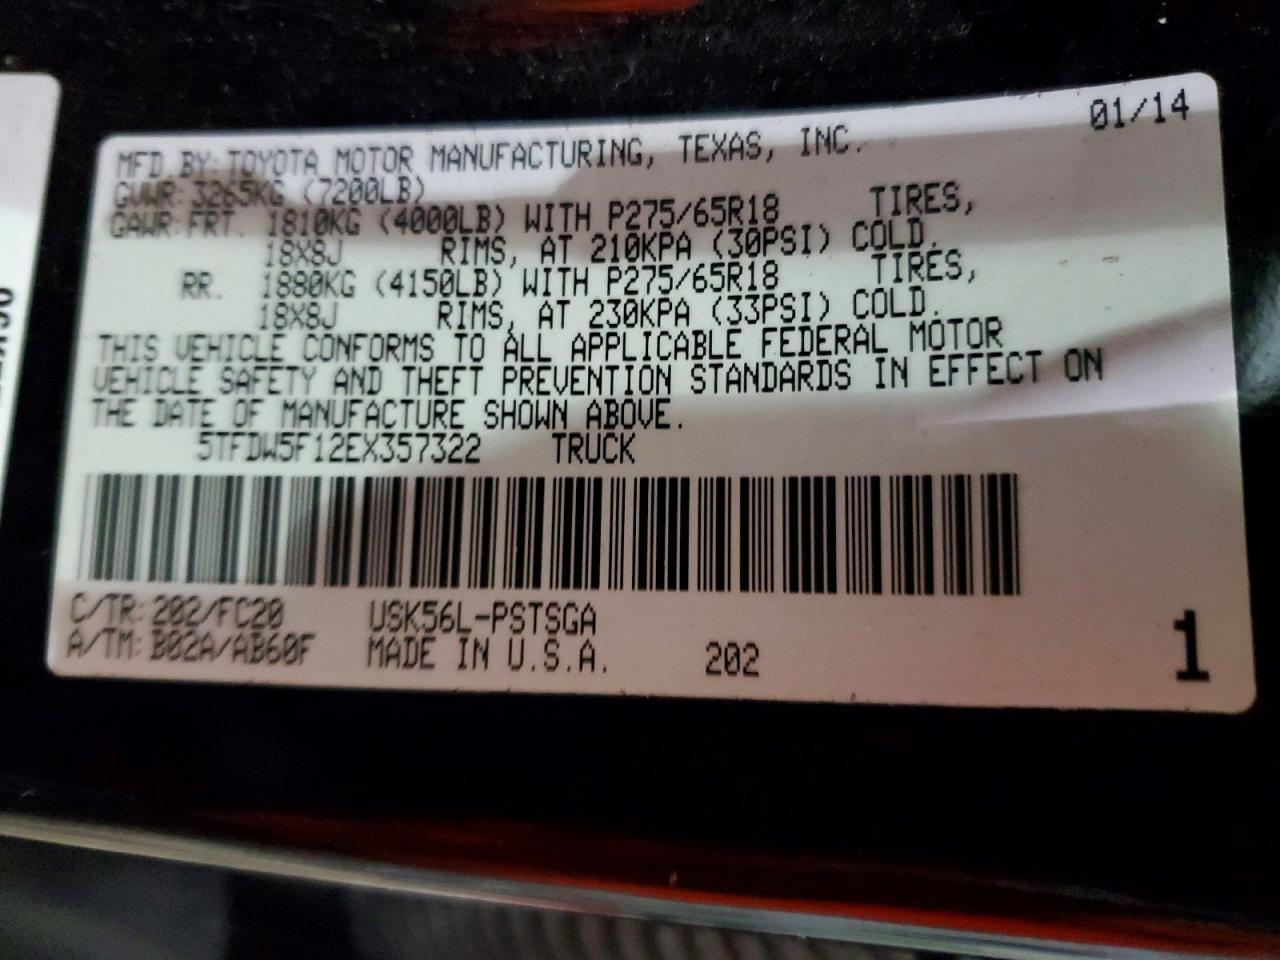 01/14
MFD.BY:TOYOTA MOTOR MANUFACTURING, TEXAS, INC.
GVWR:3265KG (7200LB)
GAWR:FRT. 1810KG (4000LB) WITH P275/65R18 TIRES,
18X8J RIMS, AT 210KPA (30PSI) COLD.
RR. 1880KG (4150LB) WITH P275/65R18 TIRES,
18X8J RIMS, AT 230KPA (33PSI) COLD.
THIS VEHICLE CONFORMS TO ALL APPLICABLE FEDERAL MOTOR
VEHICLE SAFETY AND THEFT PREVENTION STANDARDS IN EFFECT ON
THE DATE OF MANUFACTURE SHOWN ABOVE.
5TFDW5F12EX357322 TRUCK
C/TR:202/FC20 USK56L-PSTSGA
A/TM:B02A/AB60F MADE IN U.S.A. 202
1